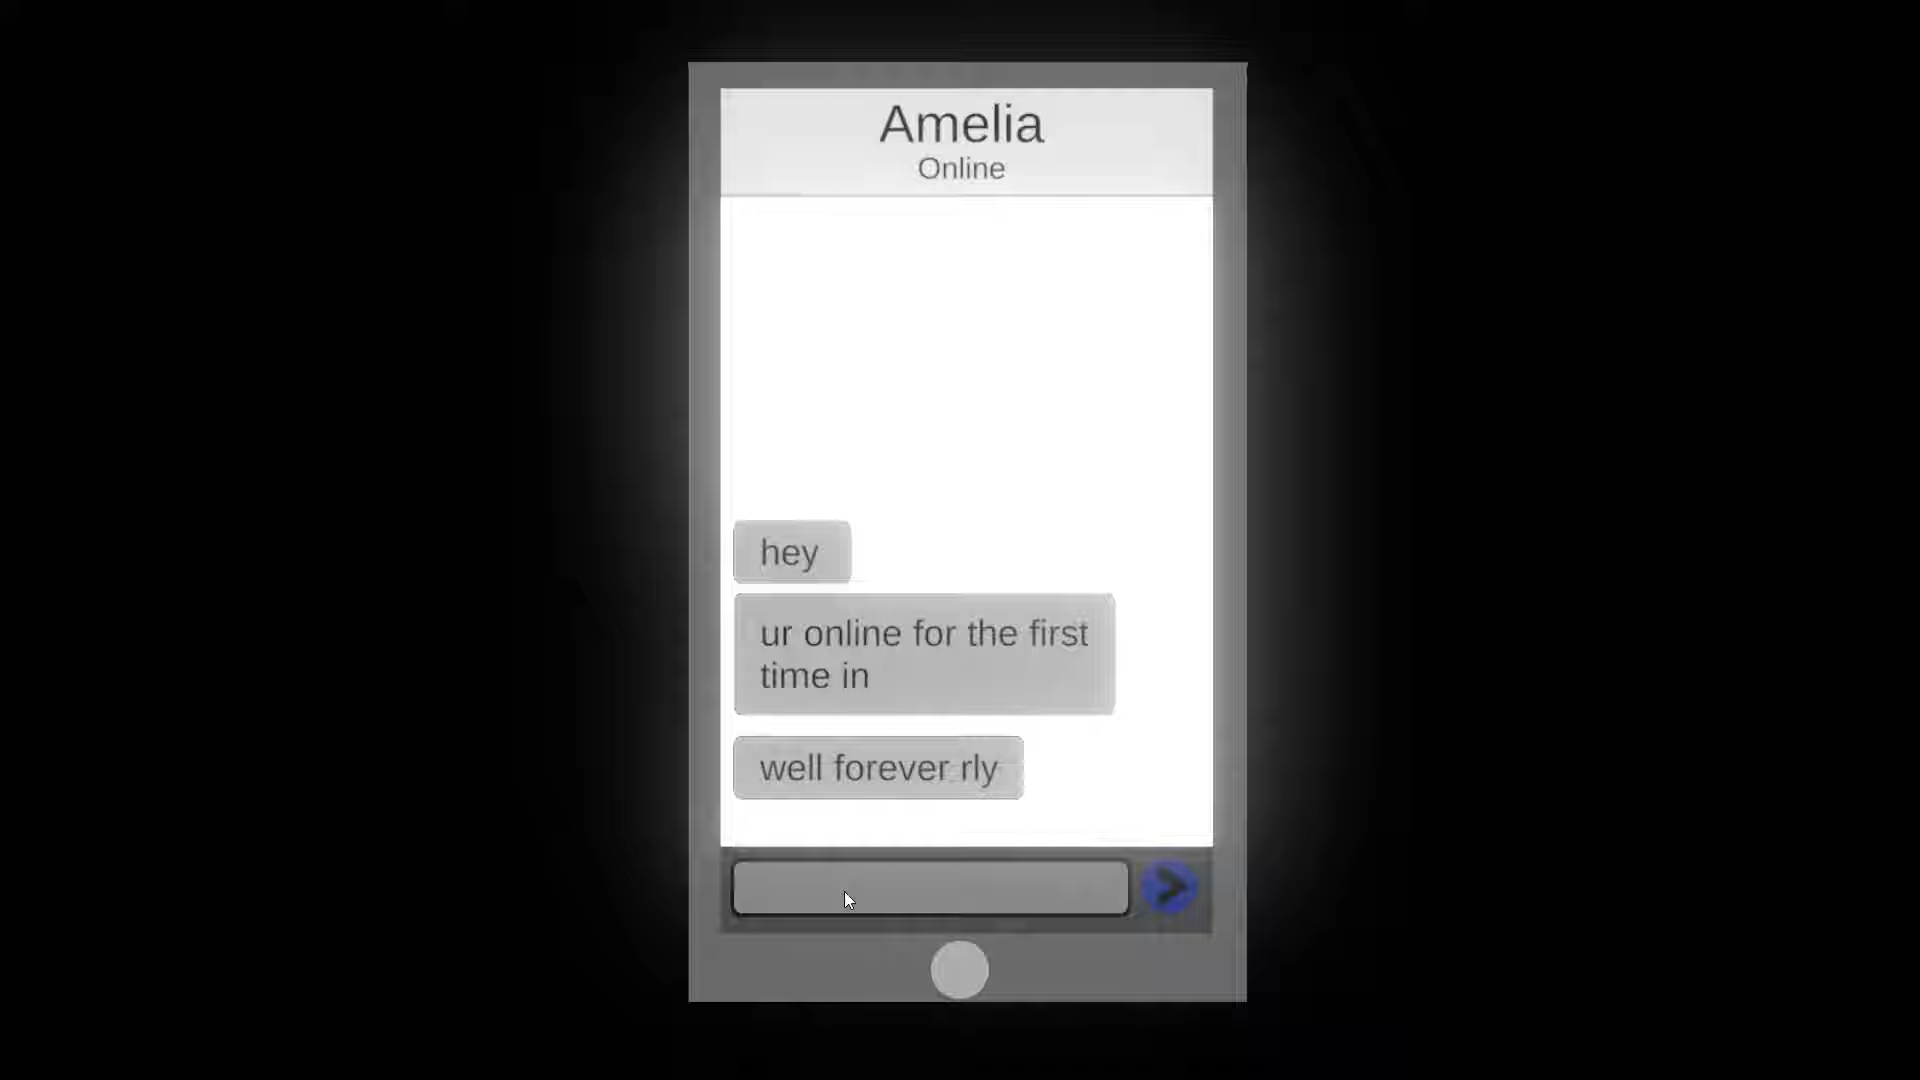 Amelia
Online
hey
ur online for the first
time in
well forever rly